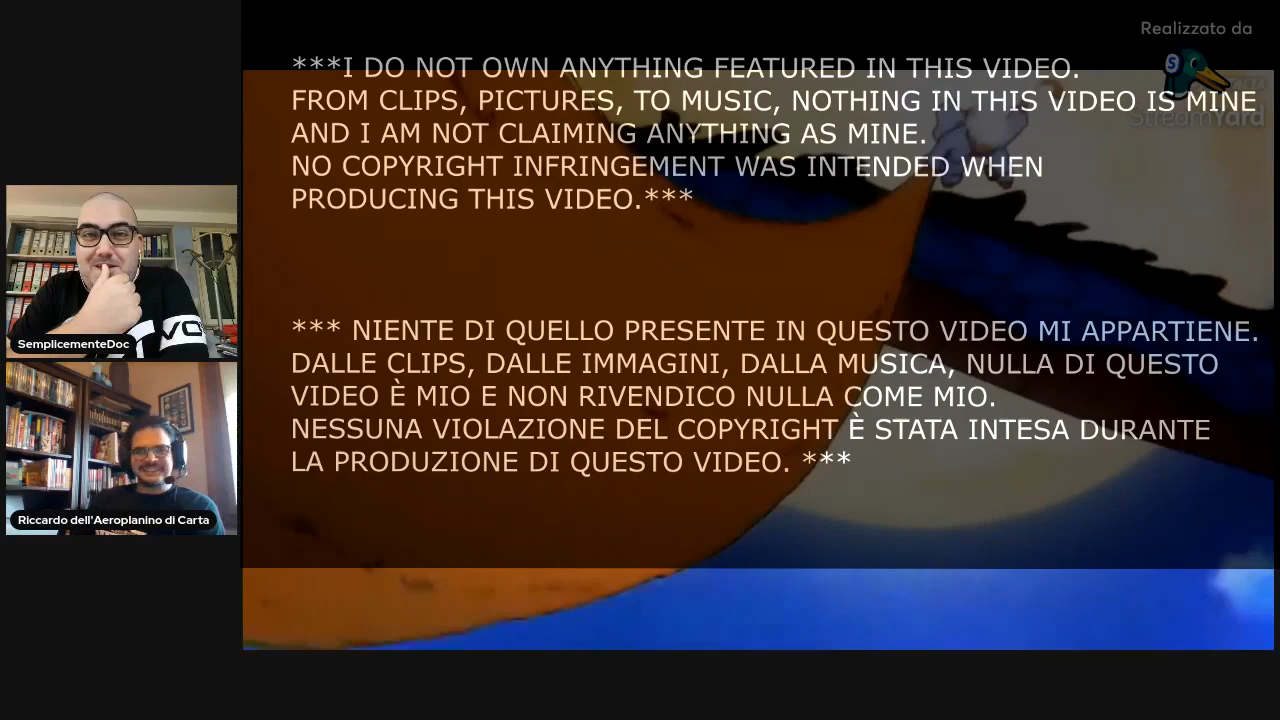 Realizzato da
StreamYard
***I DO NOT OWN ANYTHING FEATURED IN THIS VIDEO.
FROM CLIPS, PICTURES, TO MUSIC, NOTHING IN THIS VIDEO IS MINE
AND I AM NOT CLAIMING ANYTHING AS MINE.
NO COPYRIGHT INFRINGEMENT WAS INTENDED WHEN
PRODUCING THIS VIDEO.***
*** NIENTE DI QUELLO PRESENTE IN QUESTO VIDEO MI APPARTIENE.
DALLE CLIPS, DALLE IMMAGINI, DALLA MUSICA, NULLA DI QUESTO
VIDEO È MIO E NON RIVENDICO NULLA COME MIO.
NESSUNA VIOLAZIONE DEL COPYRIGHT È STATA INTESA DURANTE
LA PRODUZIONE DI QUESTO VIDEO. ***
SemplicementeDoc
Riccardo dell'Aeroplanino di Carta